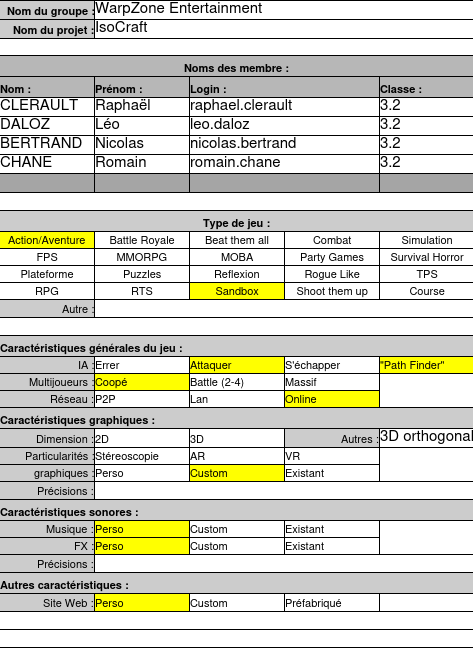 Nom du groupe : WarpZone Entertainment
Nom du projet : IsoCraft
Noms des membre :
Nom : Prénom : Login : Classe :
CLERAULT Raphaël raphael.clerault 3.2
DALOZ Léo leo.daloz 3.2
BERTRAND Nicolas nicolas.bertrand 3.2
CHANE Romain romain.chane 3.2
Type de jeu :
Action/Aventure Battle Royale Beat them all Combat Simulation
FPS MMORPG MOBA Party Games Survival Horror
Plateforme Puzzles Reflexion Rogue Like TPS
RPG RTS Sandbox Shoot them up Course
Autre :
Caractéristiques générales du jeu :
IA : Errer Attaquer S'échapper "Path Finder"
Multijoueurs : Coopé Battle (2-4) Massif
Réseau : P2P Lan Online
Caractéristiques graphiques :
Dimension : 2D 3D Autres : 3D orthogonal
Particularités : Stéreoscopie AR VR
graphiques : Perso Custom Existant
Précisions :
Caractéristiques sonores :
Musique : Perso Custom Existant
FX : Perso Custom Existant
Précisions :
Autres caractéristiques :
Site Web : Perso Custom Préfabriqué